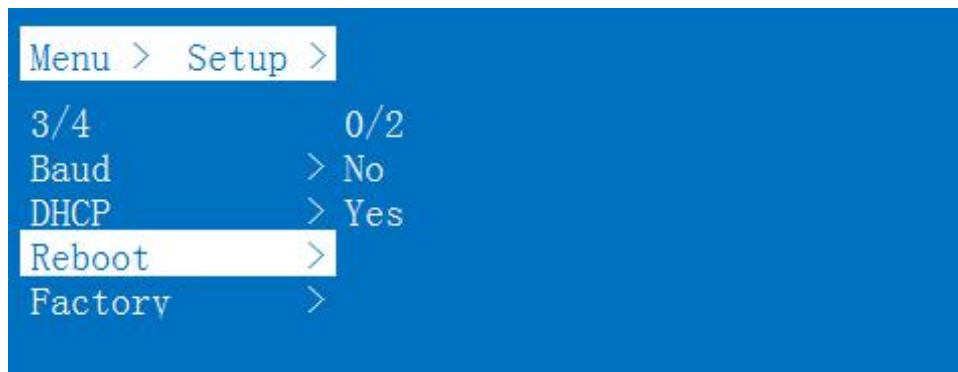 Menu > Setup >
3/4 0/2
Baud > No
DHCP > Yes
Reboot >
Factory >